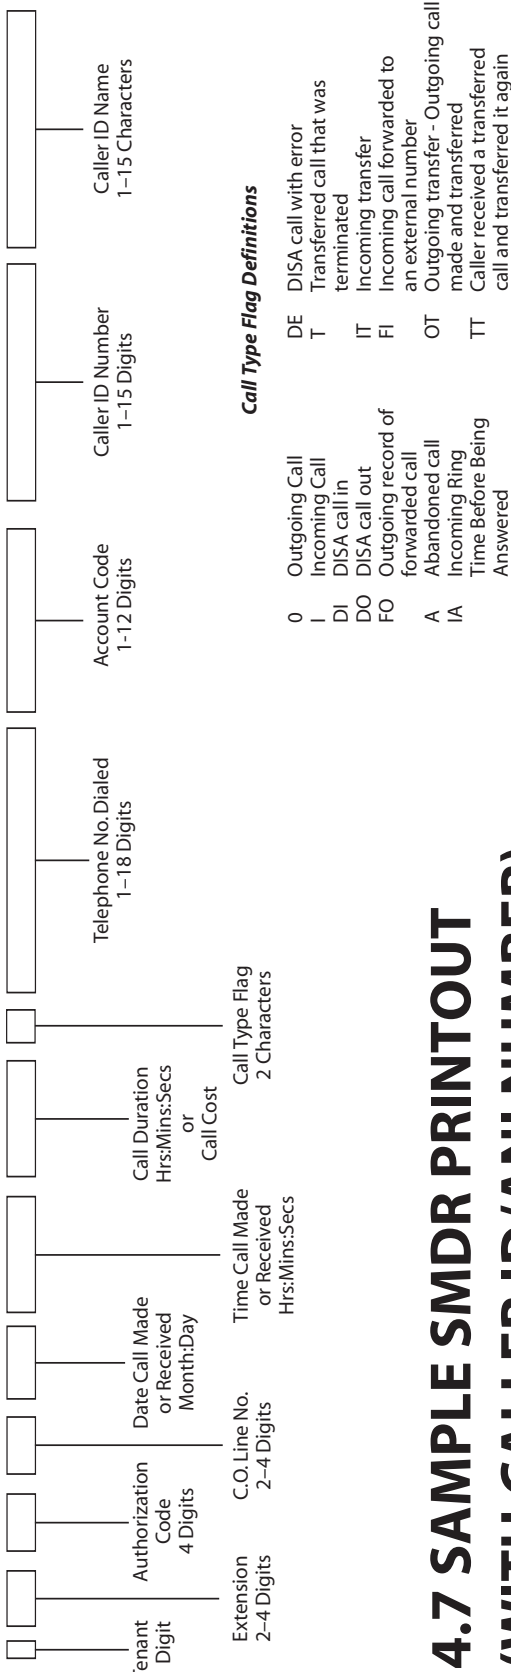 Tenant
Digit
Extension
2–4 Digits
Authorization
Code
4 Digits
C.O. Line No.
2–4 Digits
Date Call Made
or Received
Month:Day
Time Call Made
or Received
Hrs:Mins:Secs
Call Duration
Hrs:Mins:Secs
or
Call Cost
Call Type Flag
2 Characters
Telephone No. Dialed
1–18 Digits
Account Code
1-12 Digits
Caller ID Number
1–15 Digits
Caller ID Name
1–15 Characters
Call Type Flag Definitions
0 Outgoing Call
I Incoming Call
DI DISA call in
DO DISA call out
FO Outgoing record of
forwarded call
A Abandoned call
IA Incoming Ring
Time Before Being
Answered
DE DISA call with error
T Transferred call that was
terminated
IT Incoming transfer
FI Incoming call forwarded to
an external number
OT Outgoing transfer - Outgoing call
made and transferred
TT Caller received a transferred
call and transferred it again
4.7 SAMPLE SMDR PRINTOUT
(WITH CALLER ID/ANI NUMBER)